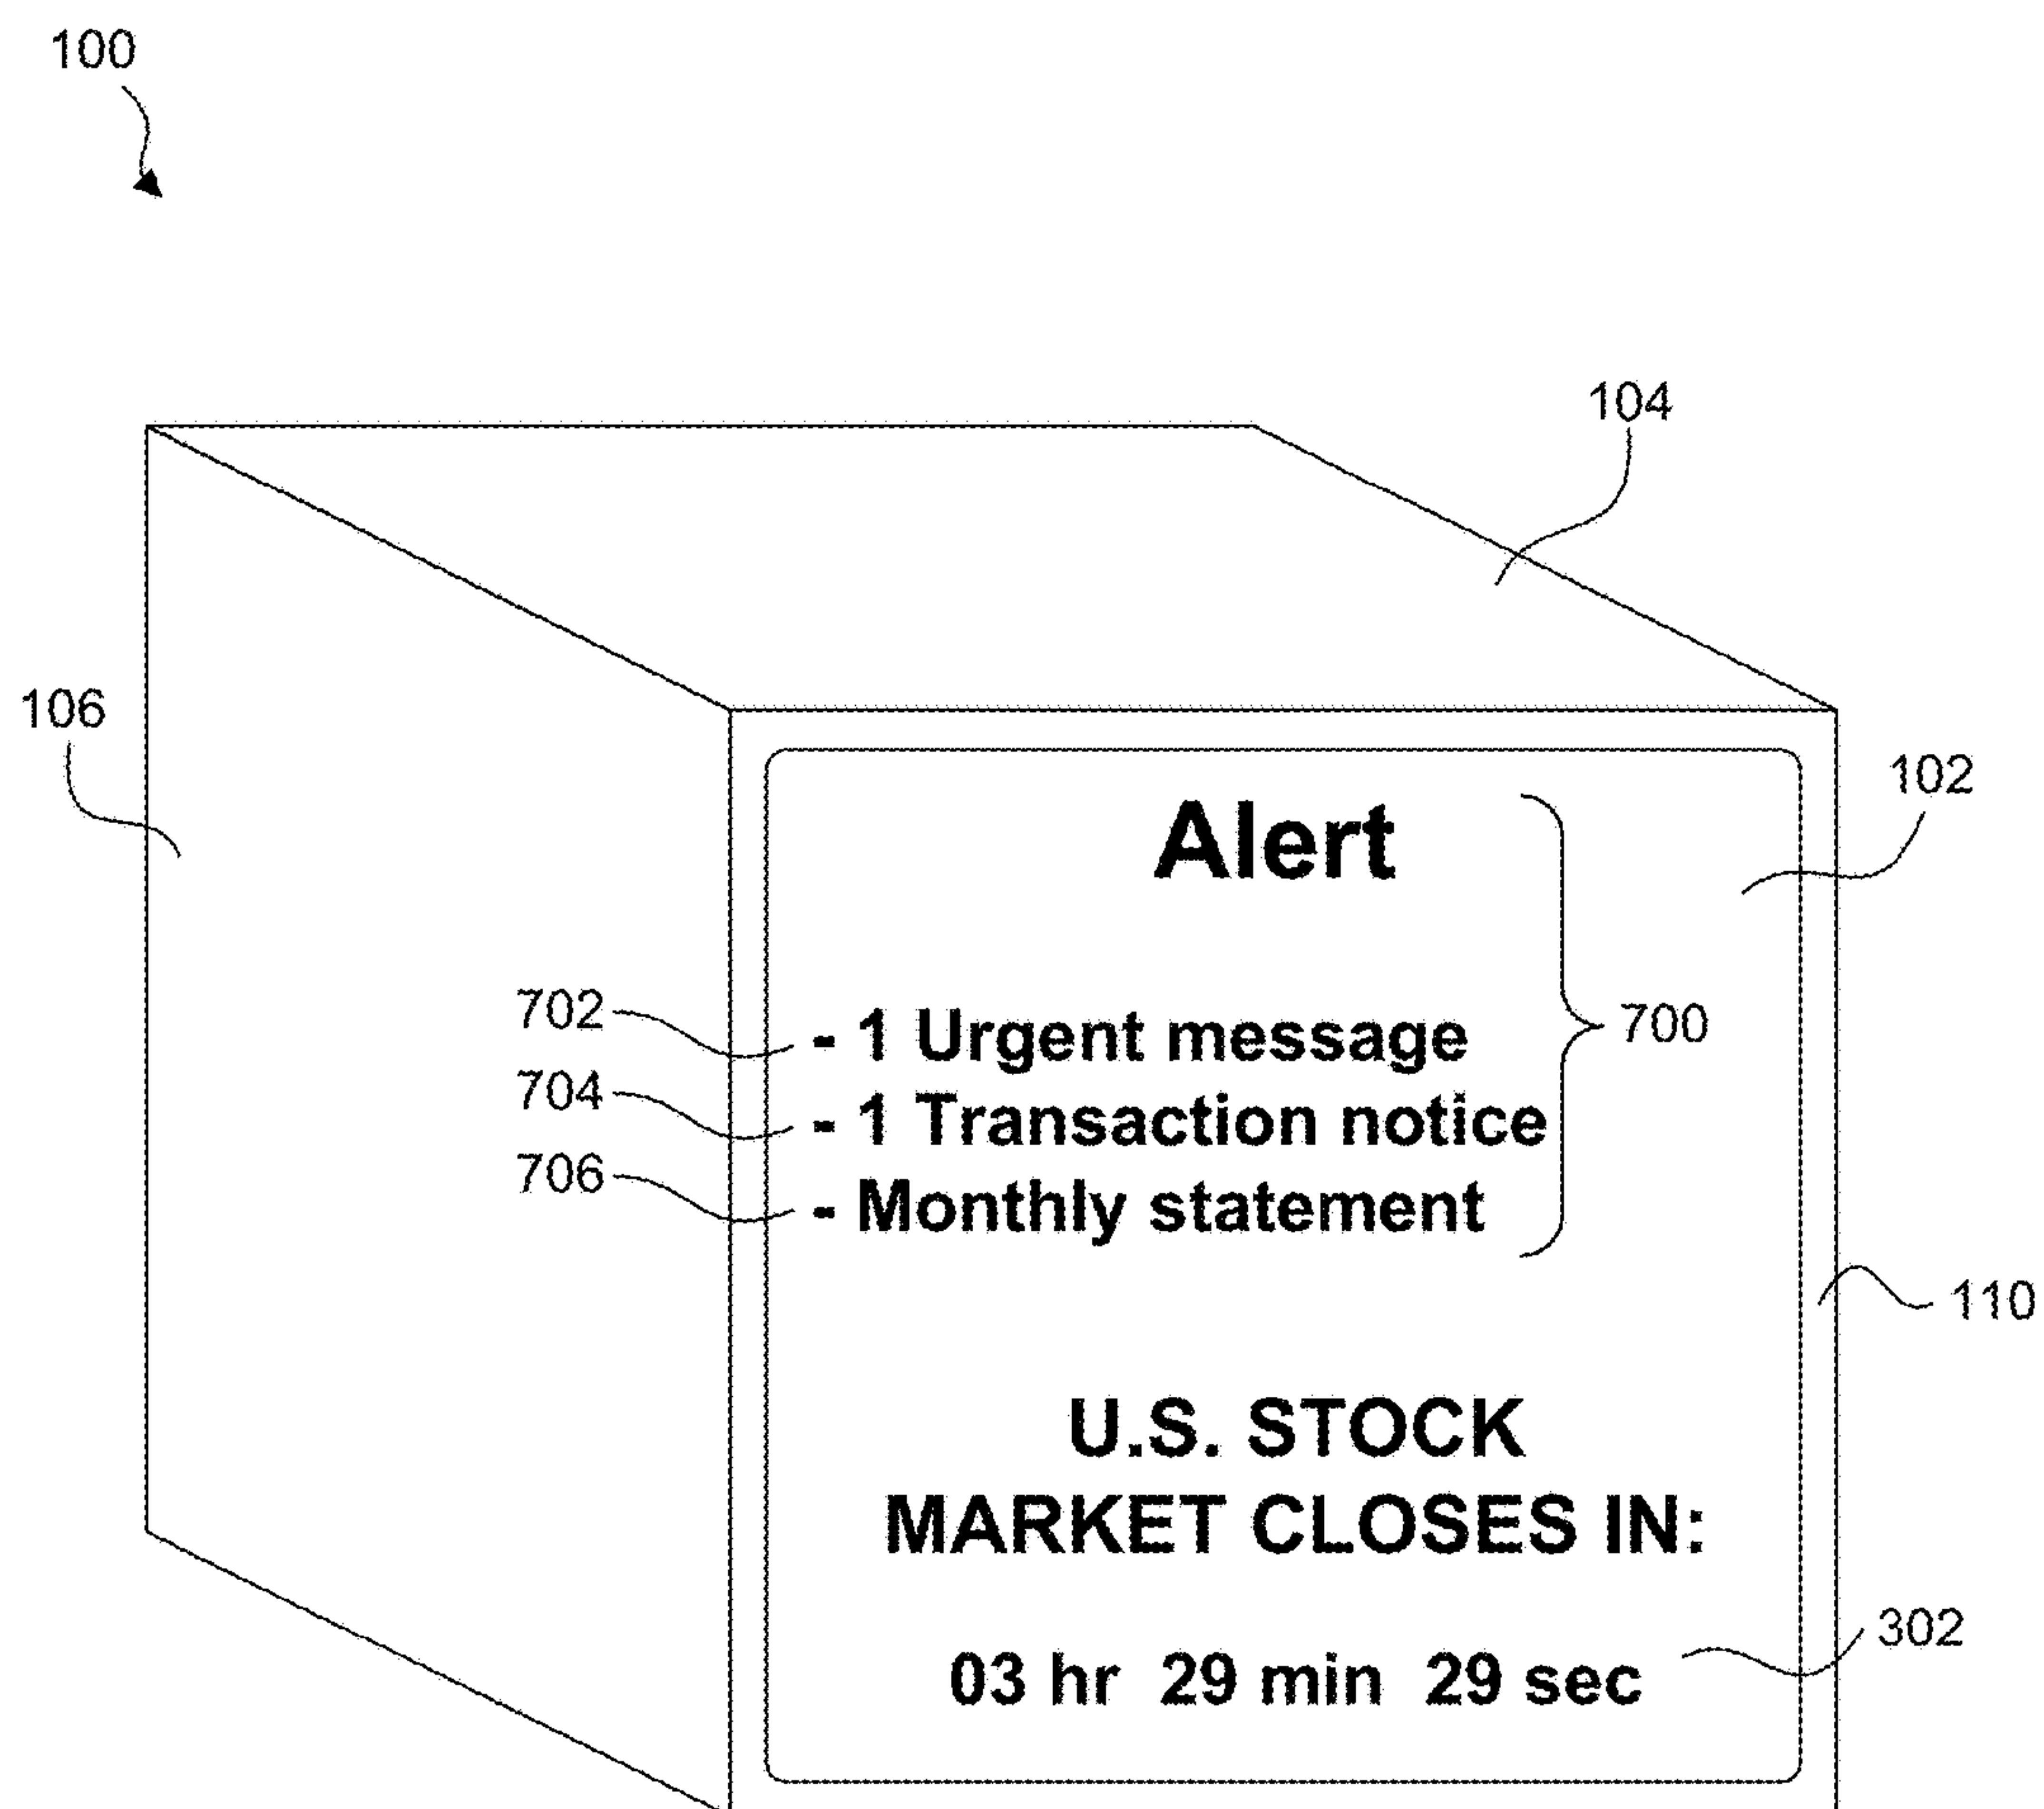 100
104
106
102
Alert
702
- 1 Urgent message
700
704
- 1 Transaction notice
706
- Monthly statement
110
U.S. STOCK
MARKET CLOSES IN:
302
03 hr 29 min 29 sec